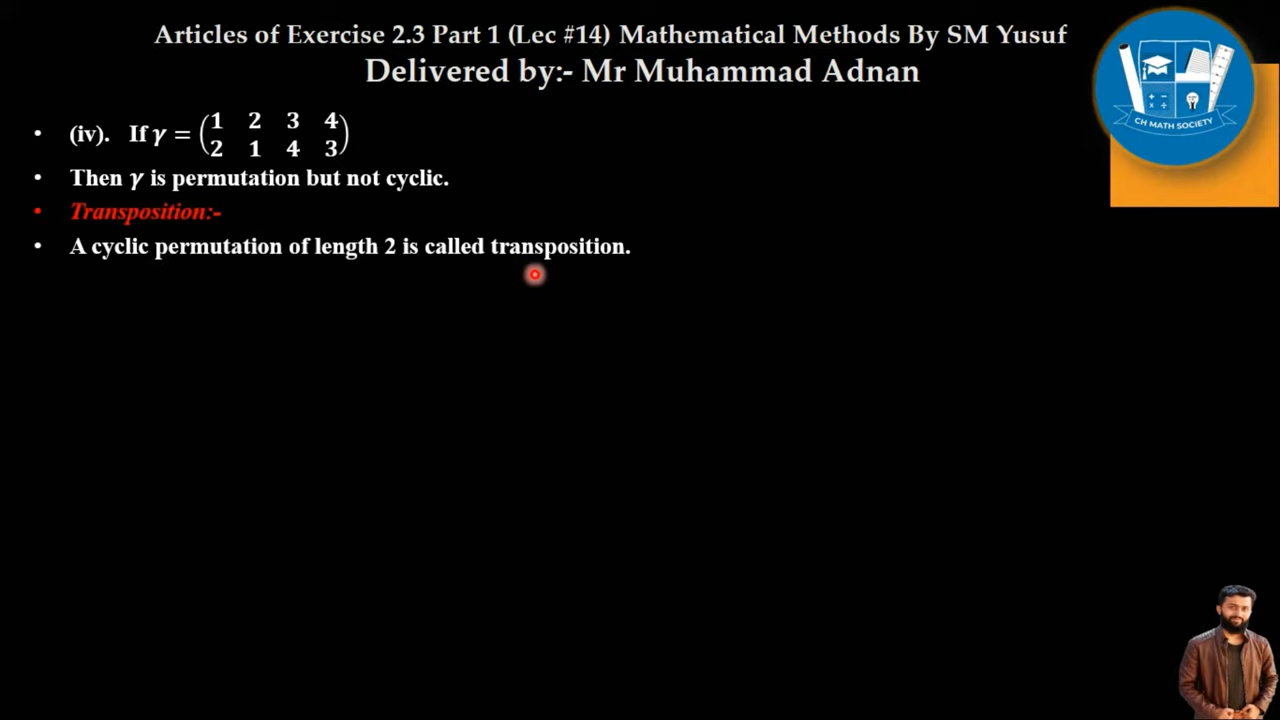 Articles of Exercise 2.3 Part 1 (Lec #14) Mathematical Methods By SM Yusuf
Delivered by:- Mr Muhammad Adnan
CH MATH SOCIETY
• (iv). If γ = (1 2 3 4
2 1 4 3)
• Then γ is permutation but not cyclic.
• Transposition:-
• A cyclic permutation of length 2 is called transposition.